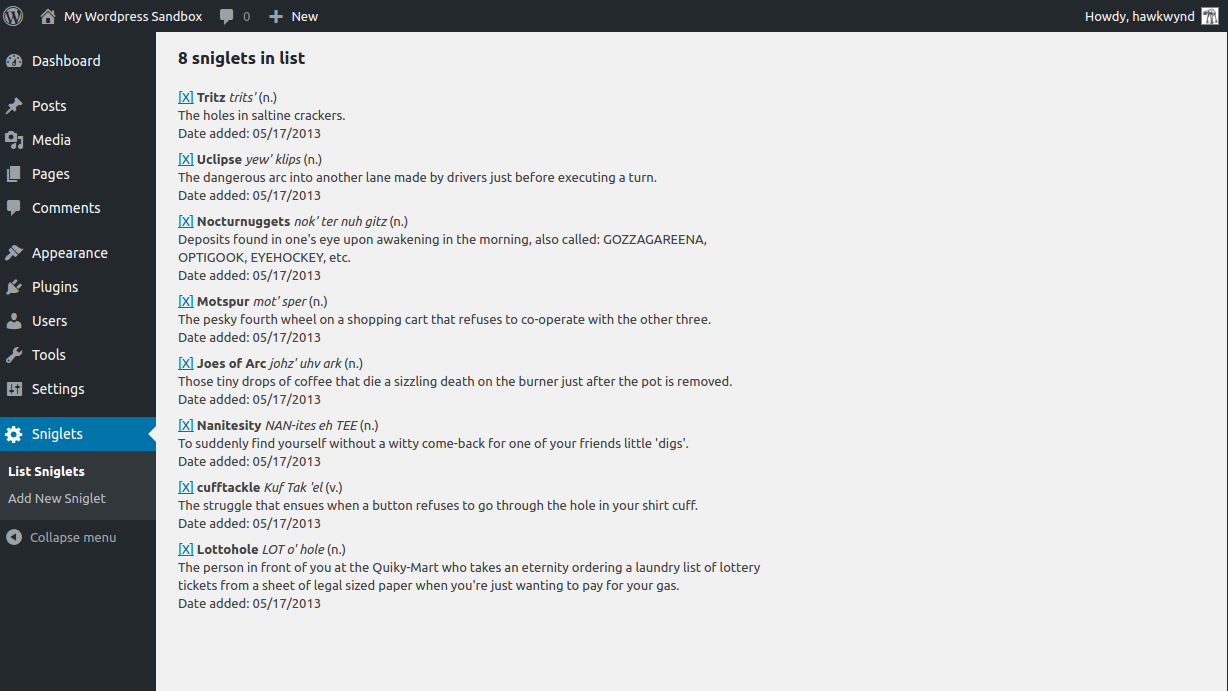 My Wordpress Sandbox 0 New Howdy, hawkwynd
Dashboard
Posts
Media
Pages
Comments
Appearance
Plugins
Users
Tools
Settings
Sniglets
List Sniglets
Add New Sniglet
Collapse menu
8 sniglets in list
[X] Tritz trits' (n.)
The holes in saltine crackers.
Date added: 05/17/2013
[X] Uclipse yew' klips (n.)
The dangerous arc into another lane made by drivers just before executing a turn.
Date added: 05/17/2013
[X] Nocturnuggets nok' ter nuh gitz (n.)
Deposits found in one's eye upon awakening in the morning, also called: GOZZAGAREENA,
OPTIGOOK, EYEHOCKEY, etc.
Date added: 05/17/2013
[X] Motspur mot' sper (n.)
The pesky fourth wheel on a shopping cart that refuses to co-operate with the other three.
Date added: 05/17/2013
[X] Joes of Arc johz' uhv ark (n.)
Those tiny drops of coffee that die a sizzling death on the burner just after the pot is removed.
Date added: 05/17/2013
[X] Nanitesity NAN-ites eh TEE (n.)
To suddenly find yourself without a witty come-back for one of your friends little 'digs'.
Date added: 05/17/2013
[X] cufftackle Kuf Tak 'el (v.)
The struggle that ensues when a button refuses to go through the hole in your shirt cuff.
Date added: 05/17/2013
[X] Lottohole LOT o' hole (n.)
The person in front of you at the Quiky-Mart who takes an eternity ordering a laundry list of lottery
tickets from a sheet of legal sized paper when you're just wanting to pay for your gas.
Date added: 05/17/2013